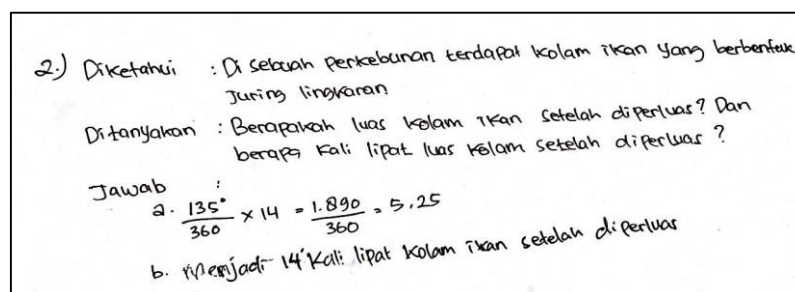 2.) Diketahui : Di sebuah perkebunan terdapat kolam ikan yang berbentuk
Juring lingkaran
Ditanyakan : Berapakah luas kolam ikan setelah diperluas? Dan
berapa kali lipat luas kolam setelah diperluas ?
Jawab :
a. 135°/360 × 14 = 1.890/360 = 5.25
b. Menjadi 14 kali lipat kolam ikan setelah diperluas